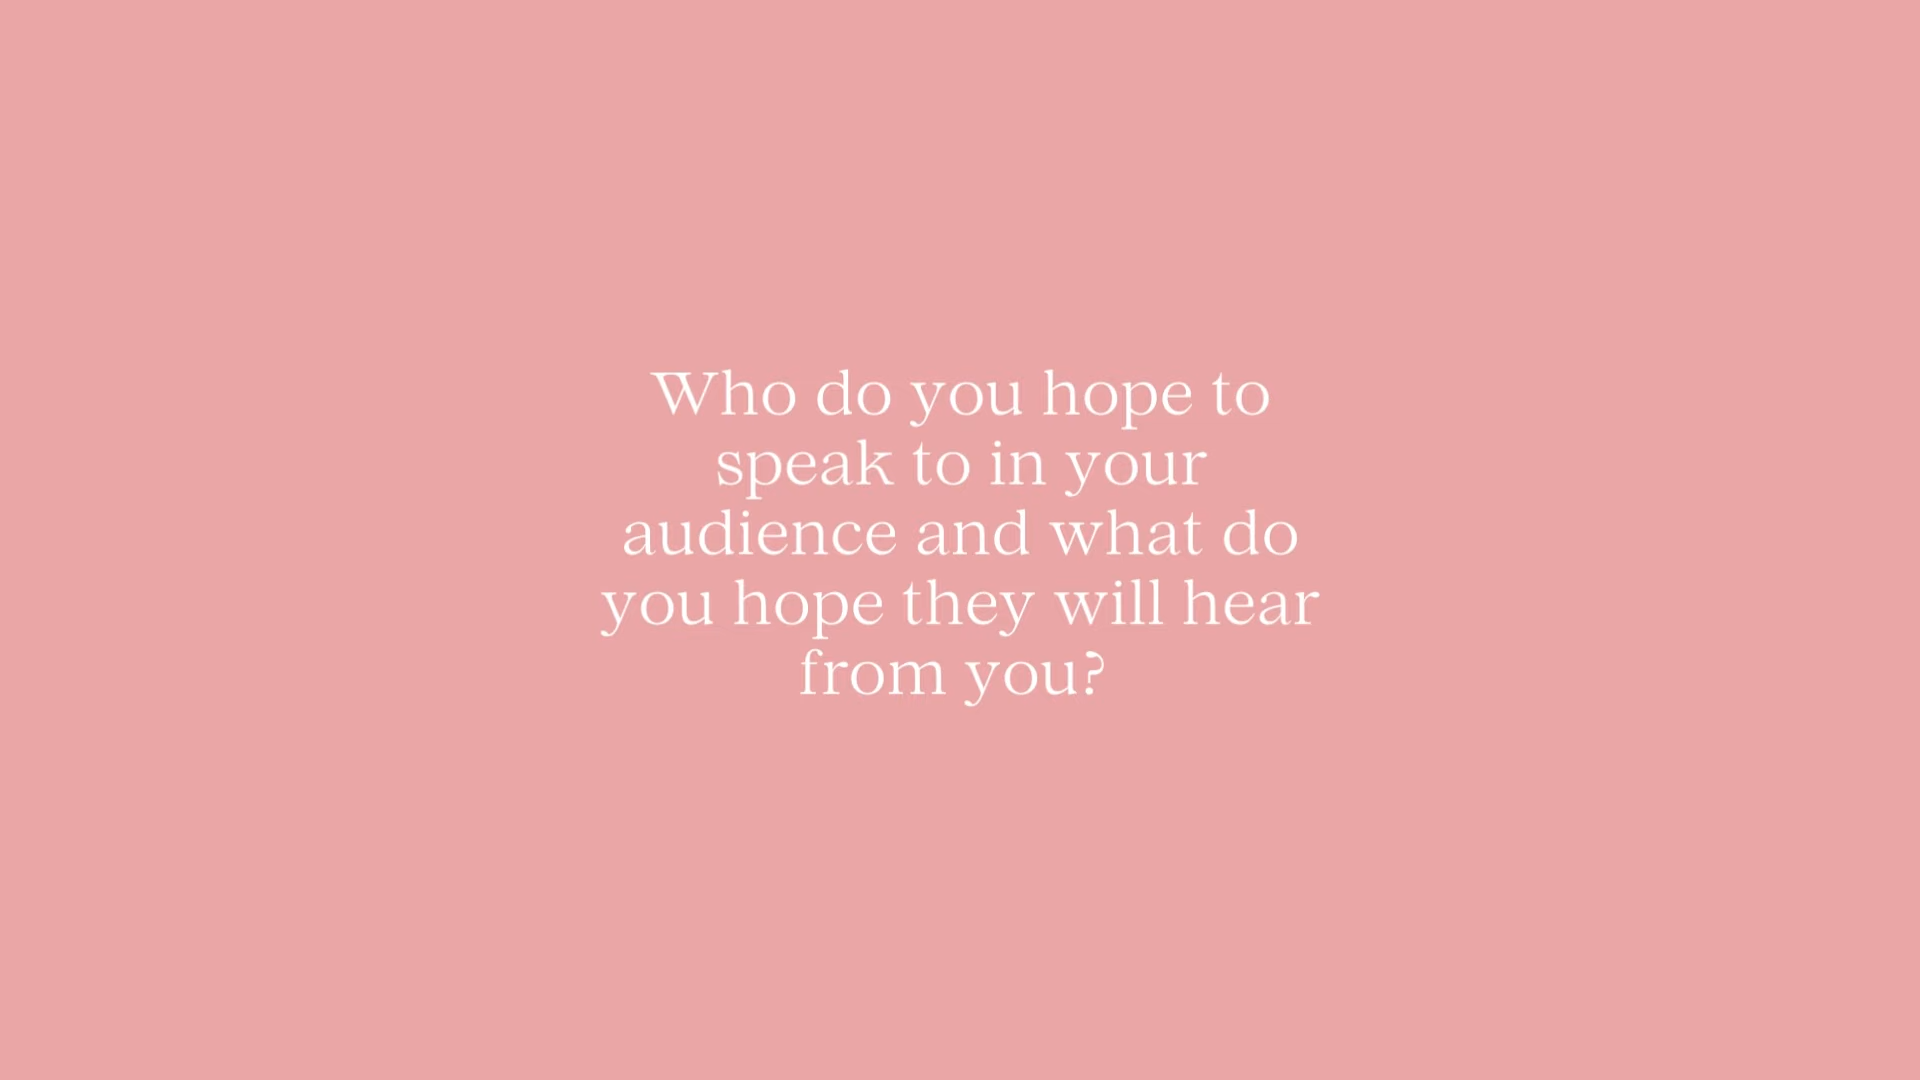 Who do you hope to
speak to in your
audience and what do
you hope they will hear
from you?